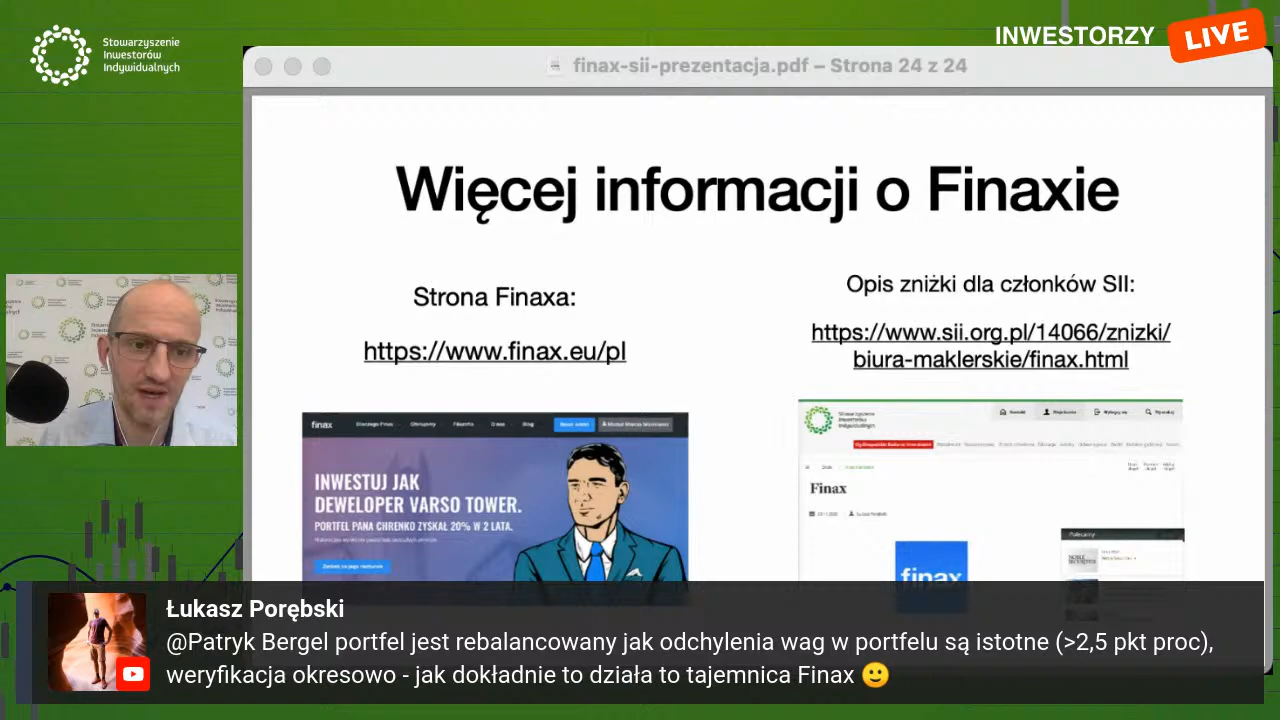 Stowarzyszenie
Inwestorów
Indywidualnych
INWESTORZY LIVE
finax-sii-prezentacja.pdf – Strona 24 z 24
Więcej informacji o Finaxie
Strona Finaxa:
https://www.finax.eu/pl
Opis zniżki dla członków SII:
https://www.sii.org.pl/14066/znizki/
biura-maklerskie/finax.html
finax
INWESTUJ JAK
DEWELOPER VARSO TOWER.
PORTFEL PANA CHRENKO ZYSKAŁ 20% W 2 LATA.
Stowarzyszenie
Inwestorów
Indywidualnych
Finax
finax
Łukasz Porębski
@Patryk Bergel portfel jest rebalancowany jak odchylenia wag w portfelu są istotne (>2,5 pkt proc),
weryfikacja okresowo - jak dokładnie to działa to tajemnica Finax 🙂